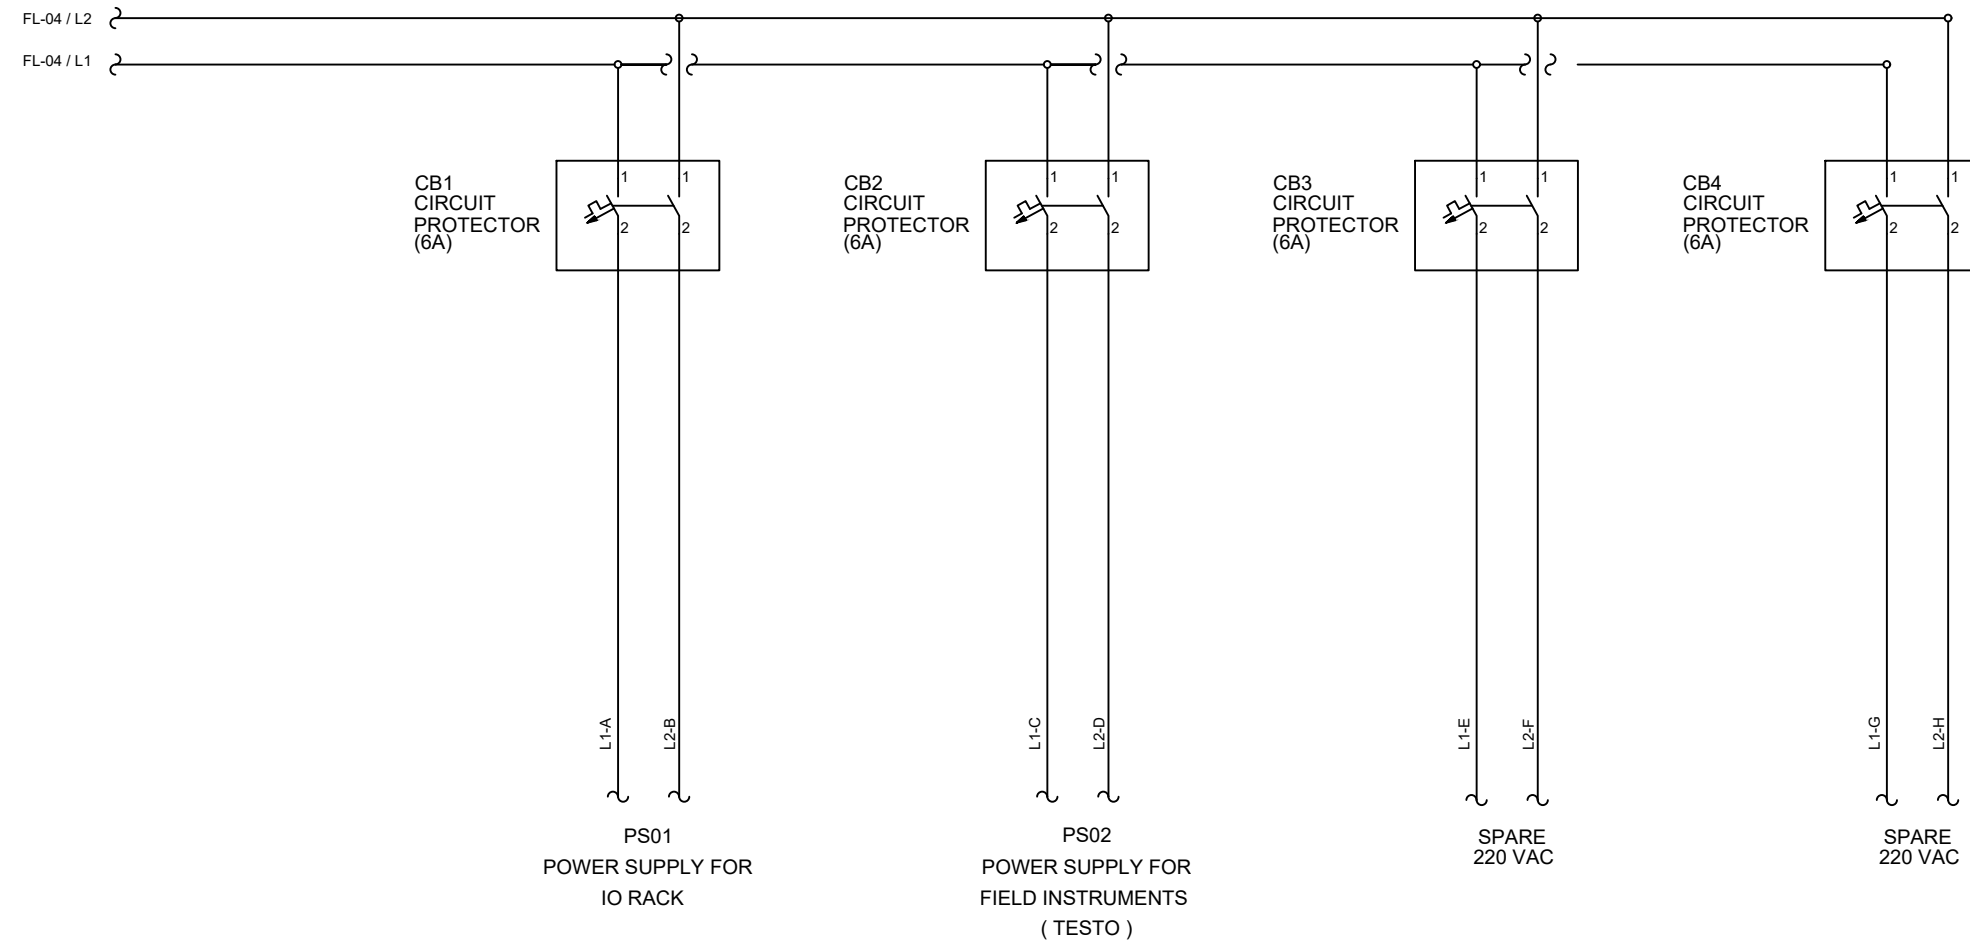 FL-04 / L2
FL-04 / L1
CB1
CIRCUIT
PROTECTOR
(6A)
1
1
2
2
CB2
CIRCUIT
PROTECTOR
(6A)
1
1
2
2
CB3
CIRCUIT
PROTECTOR
(6A)
1
1
2
2
CB4
CIRCUIT
PROTECTOR
(6A)
1
1
2
2
L1-A
L2-B
L1-C
L2-D
L1-E
L2-F
L1-G
L2-H
PS01
POWER SUPPLY FOR
IO RACK
PS02
POWER SUPPLY FOR
FIELD INSTRUMENTS
( TESTO )
SPARE
220 VAC
SPARE
220 VAC